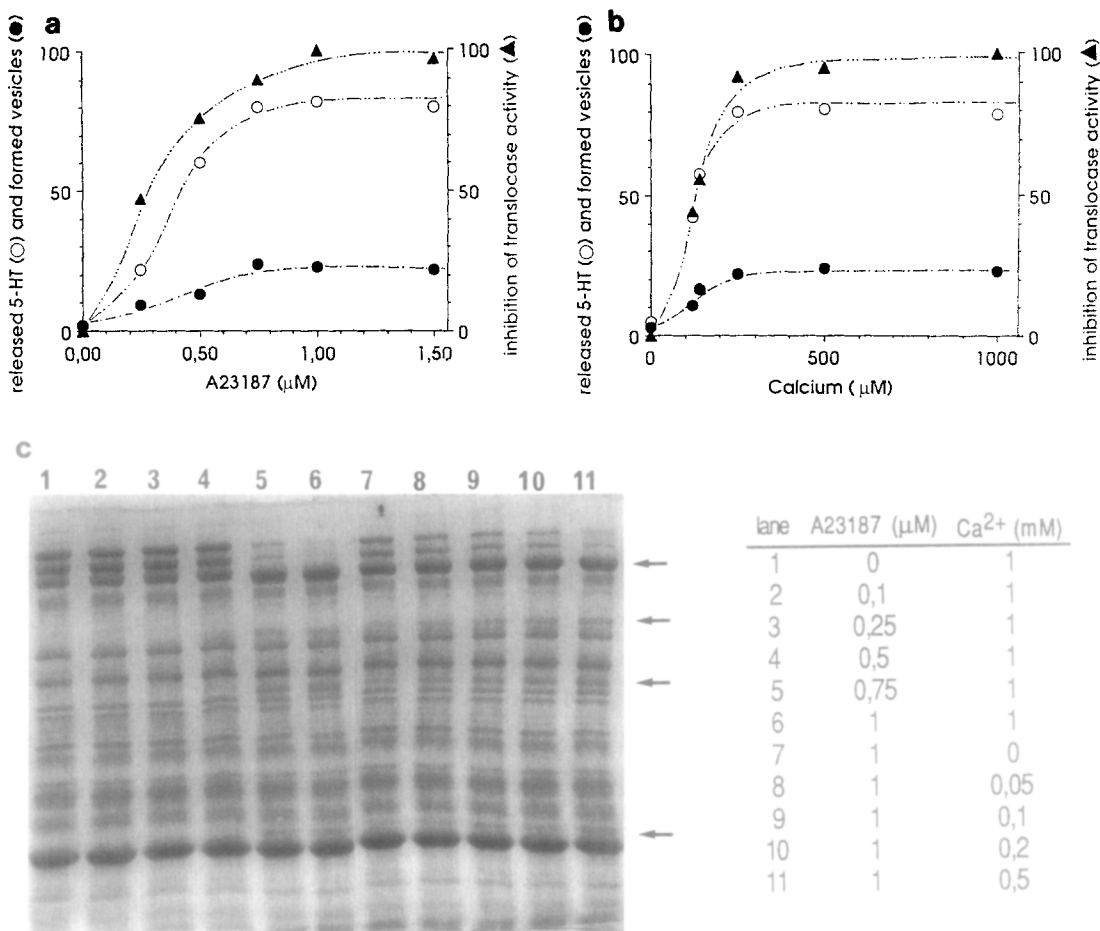 a
released 5-HT (○) and formed vesicles (●)
100
50
0
100
50
0
inhibition of translocase activity (▲)
0,00 0,50 1,00 1,50
A23187 (μM)
b
released 5-HT (○) and formed vesicles (●)
100
50
0
100
50
0
inhibition of translocase activity (▲)
0 500 1000
Calcium ( μM)
c
1 2 3 4 5 6 7 8 9 10 11
lane A23187 (μM) Ca2+ (mM)
1 0 1
2 0,1 1
3 0,25 1
4 0,5 1
5 0,75 1
6 1 1
7 1 0
8 1 0,05
9 1 0,1
10 1 0,2
11 1 0,5